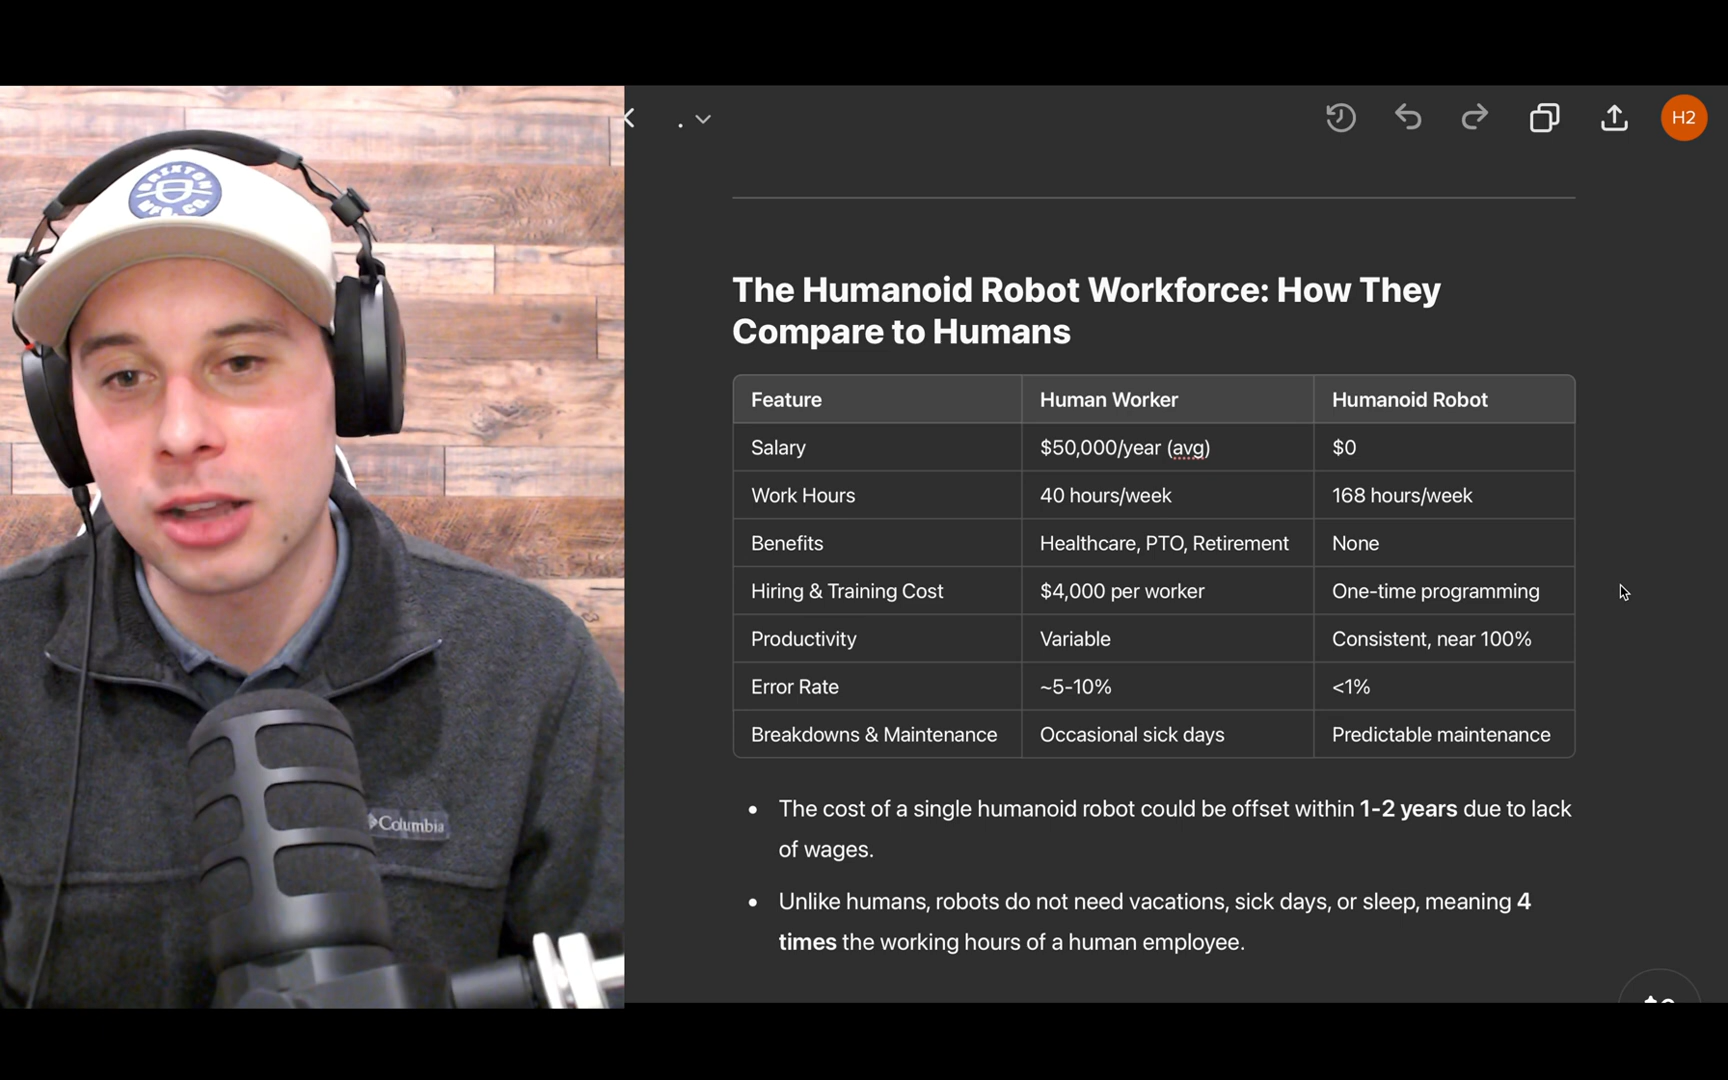 BRIXTON
MFG. CO.
Columbia
.
H2
The Humanoid Robot Workforce: How They
Compare to Humans
Feature Human Worker Humanoid Robot
Salary $50,000/year (avg) $0
Work Hours 40 hours/week 168 hours/week
Benefits Healthcare, PTO, Retirement None
Hiring & Training Cost $4,000 per worker One-time programming
Productivity Variable Consistent, near 100%
Error Rate ~5-10% <1%
Breakdowns & Maintenance Occasional sick days Predictable maintenance
• The cost of a single humanoid robot could be offset within 1-2 years due to lack
of wages.
• Unlike humans, robots do not need vacations, sick days, or sleep, meaning 4
times the working hours of a human employee.